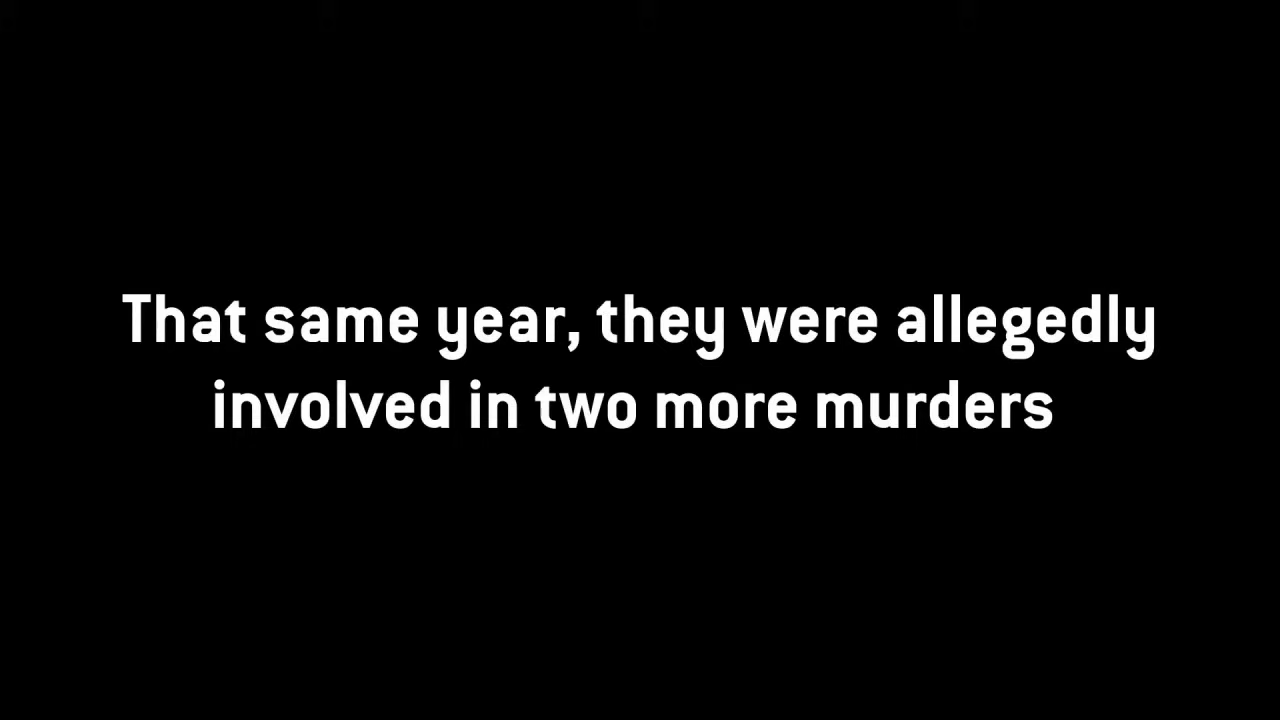 That same year, they were allegedly
involved in two more murders